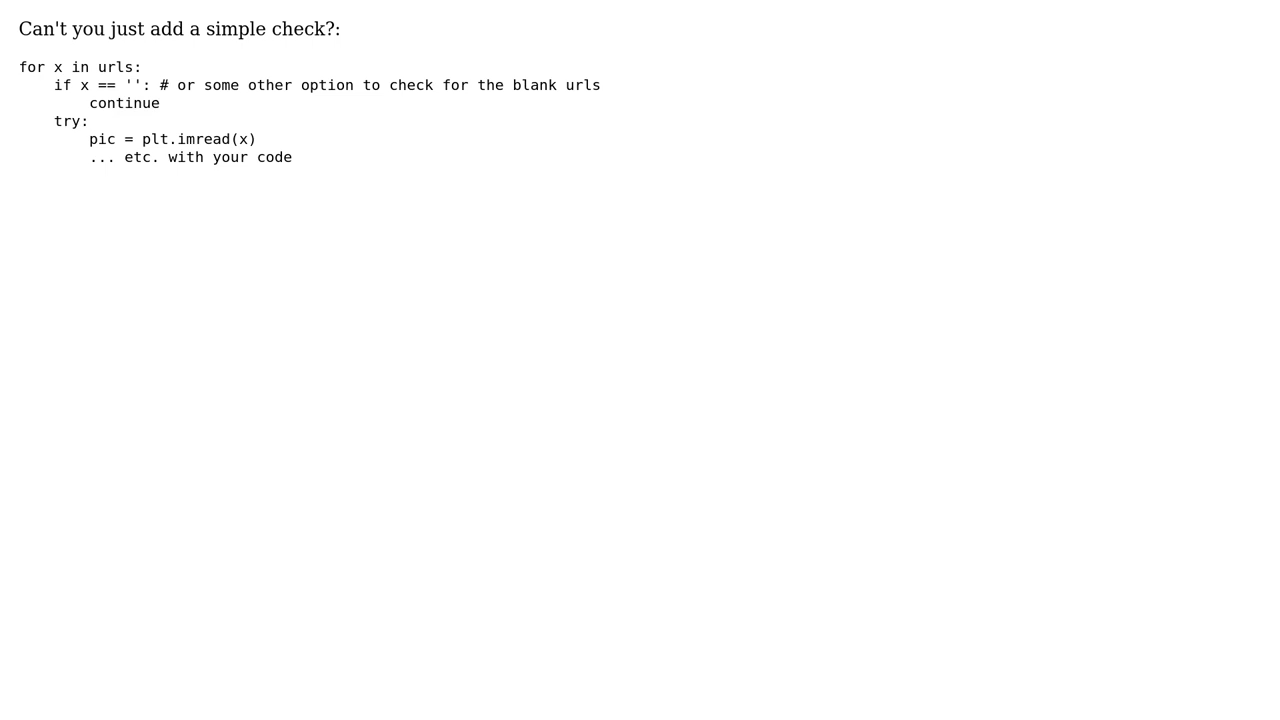 Can't you just add a simple check?:
for x in urls:
    if x == '': # or some other option to check for the blank urls
        continue
    try:
        pic = plt.imread(x)
        ... etc. with your code